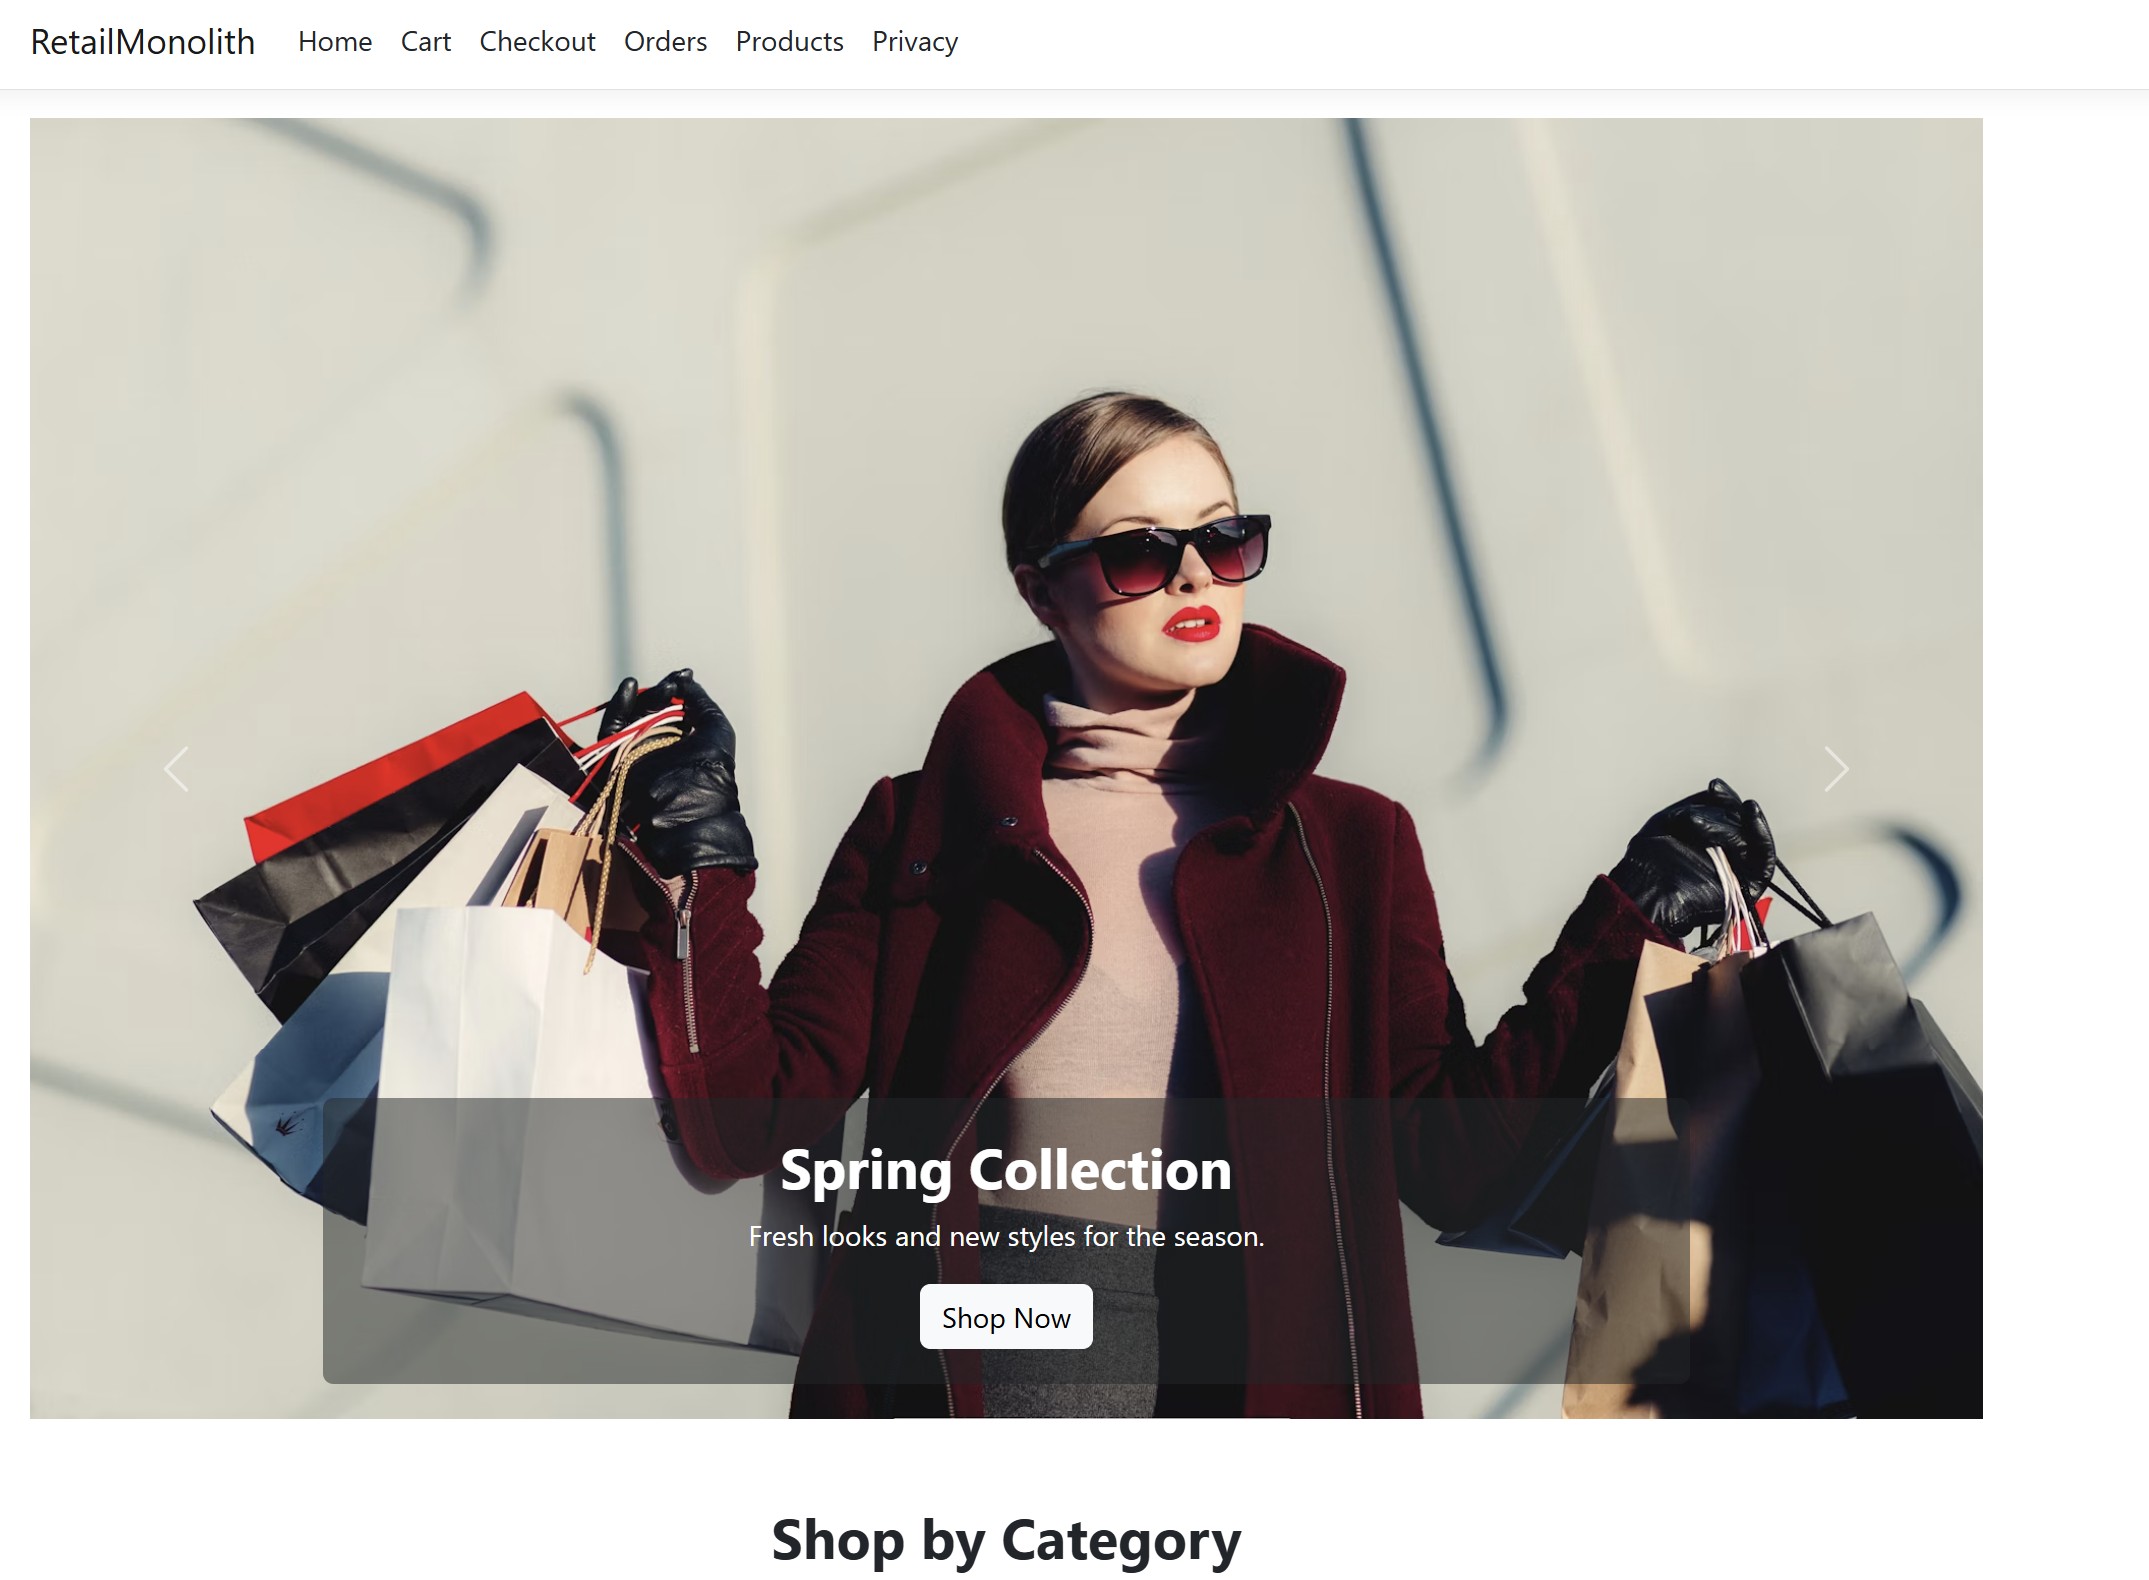 RetailMonolith Home Cart Checkout Orders Products Privacy
Spring Collection
Fresh looks and new styles for the season.
Shop Now
Shop by Category